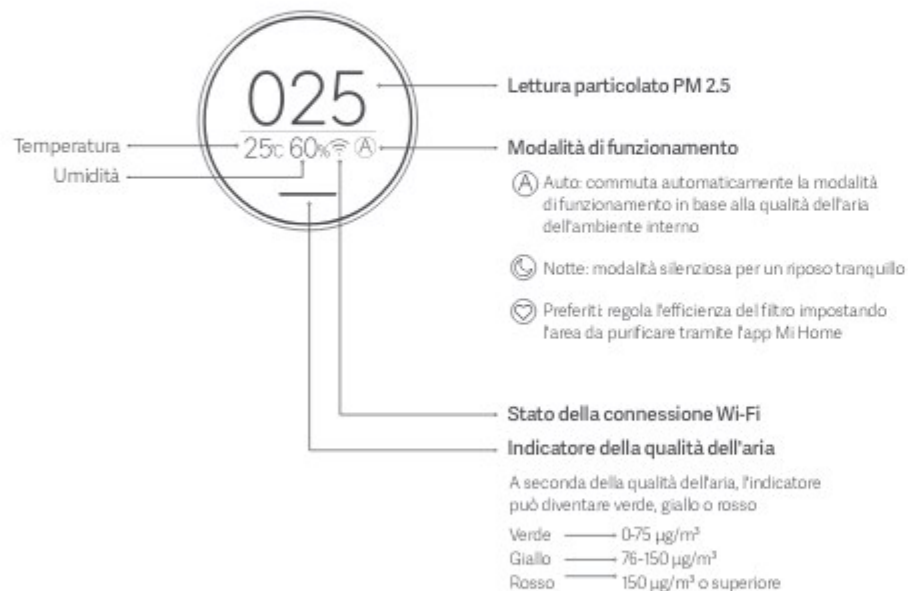 025
25°C 60%
Temperatura
Umidità
Lettura particolato PM 2.5
Modalità di funzionamento
A Auto: commuta automaticamente la modalità
di funzionamento in base alla qualità dell'aria
dell'ambiente interno
Notte: modalità silenziosa per un riposo tranquillo
Preferiti: regola l'efficienza del filtro impostando
l'area da purificare tramite l'app Mi Home
Stato della connessione Wi-Fi
Indicatore della qualità dell'aria
A seconda della qualità dell'aria, l'indicatore
può diventare verde, giallo o rosso
Verde 0-75 µg/m³
Giallo 76-150 µg/m³
Rosso 150 µg/m³ o superiore